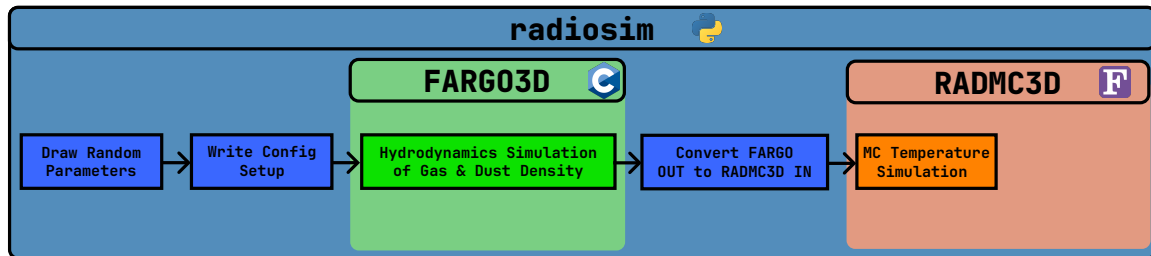 radiosim
FARGO3D
C
RADMC3D
F
Draw Random
Parameters
Write Config
Setup
Hydrodynamics Simulation
of Gas & Dust Density
Convert FARGO
OUT to RADMC3D IN
MC Temperature
Simulation